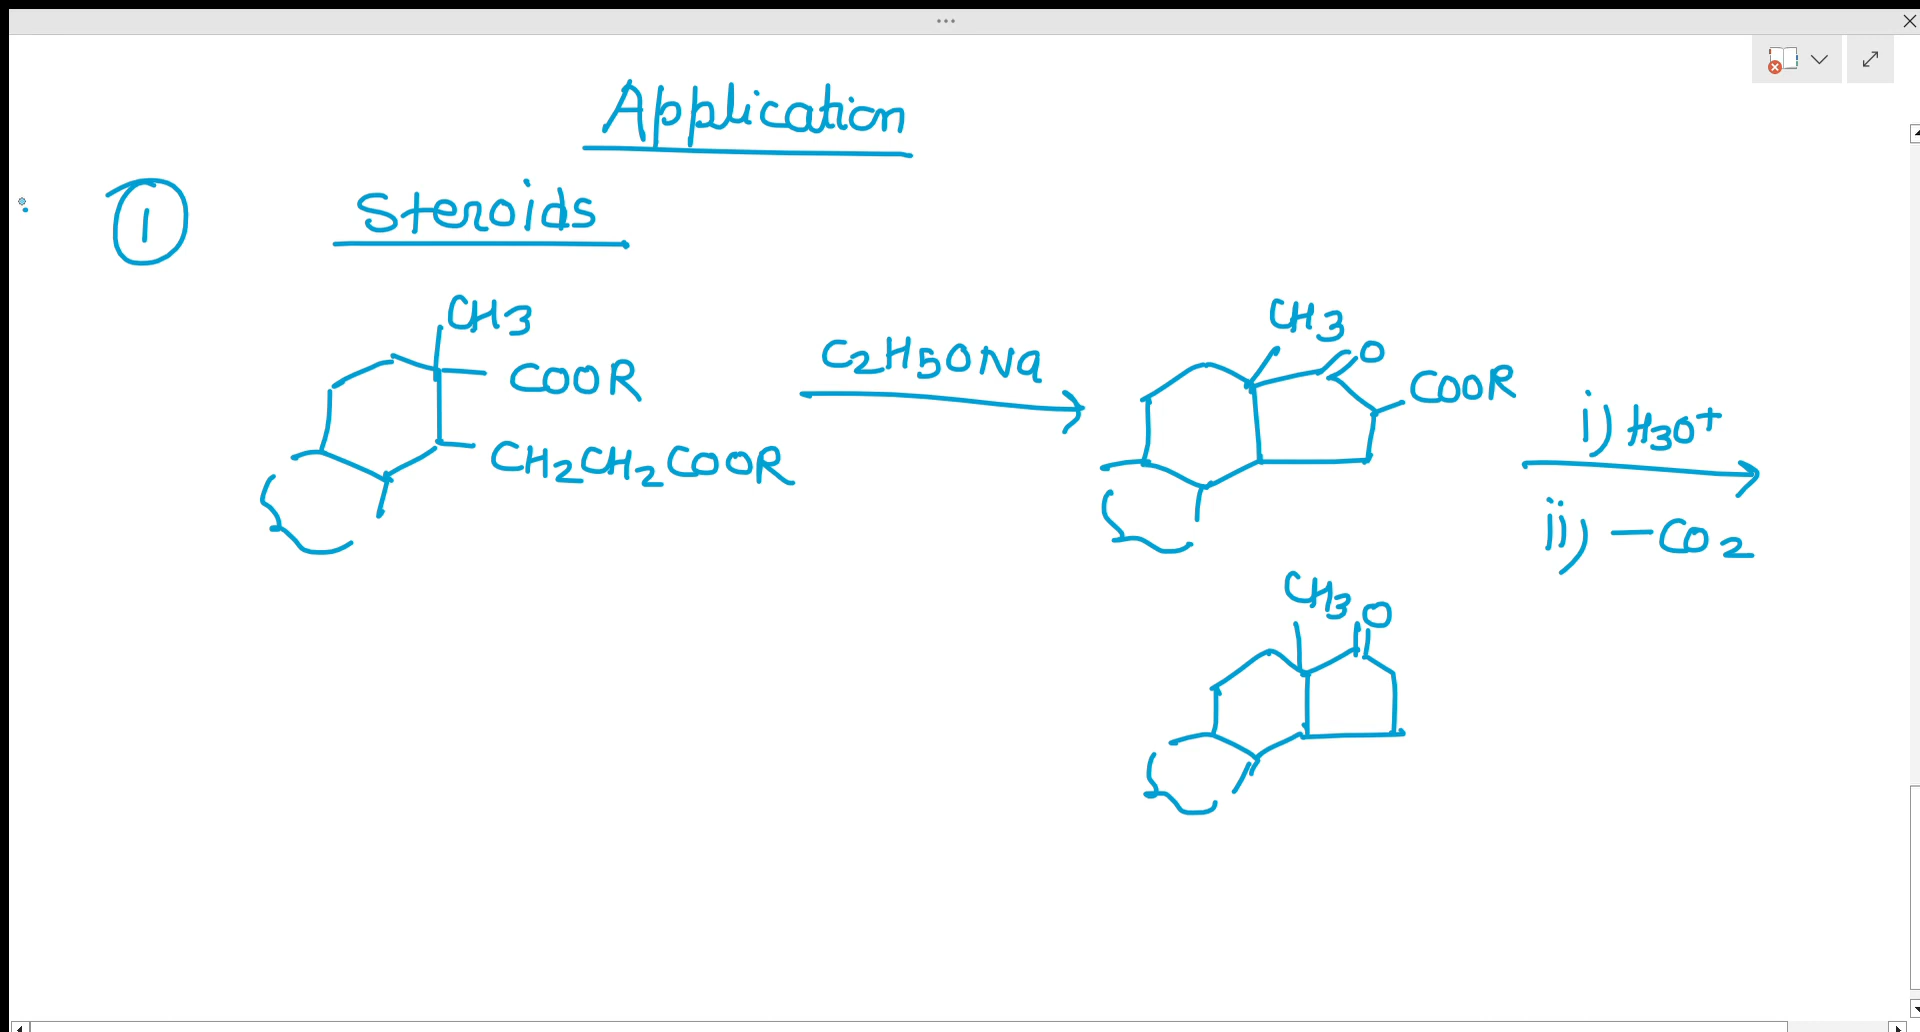 Application
1 Steroids
CH3
COOR
CH2CH2COOR
C2H5ONa
CH3
O
COOR
i) H3O+
ii) -CO2
CH3
O